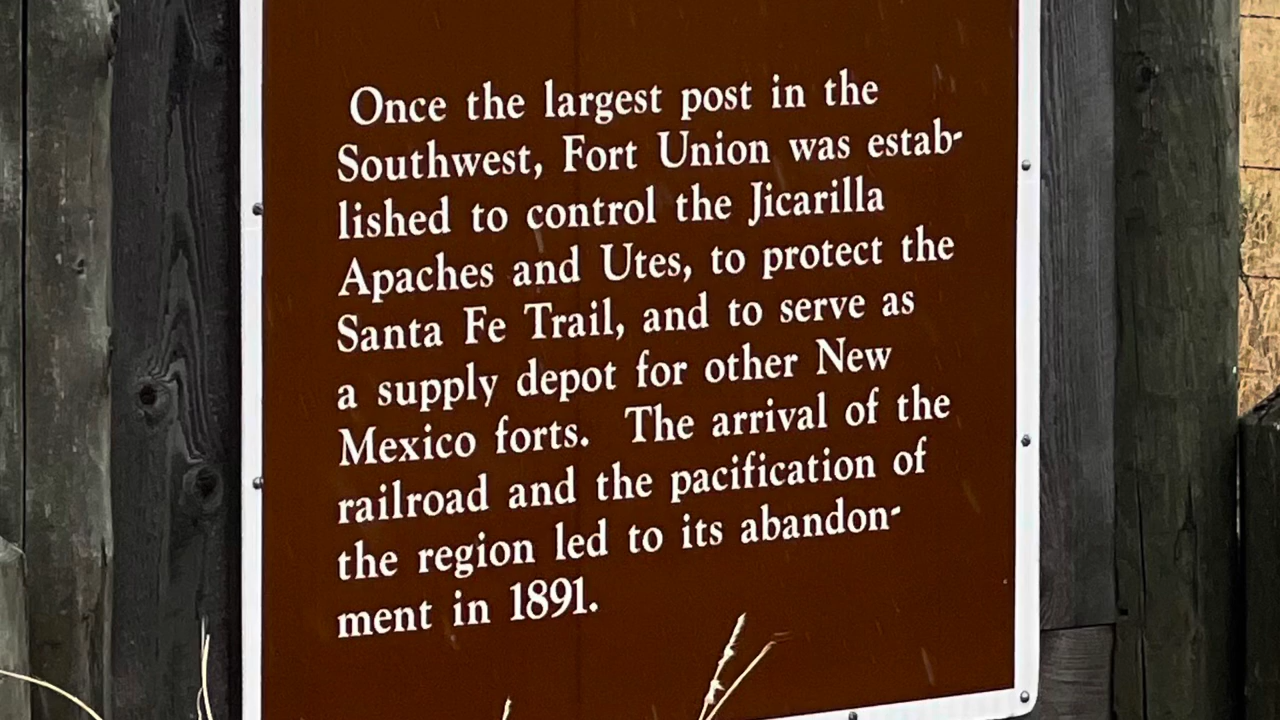 Once the largest post in the
Southwest, Fort Union was estab-
lished to control the Jicarilla
Apaches and Utes, to protect the
Santa Fe Trail, and to serve as
a supply depot for other New
Mexico forts. The arrival of the
railroad and the pacification of
the region led to its abandon-
ment in 1891.